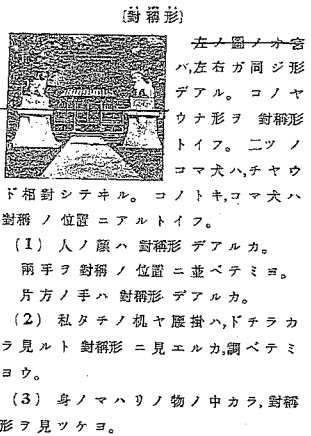 〔對稱形〕
左ノ圖ノオ宮
バ,左右ガ同ジ形
デアル。コノヤ
ウナ形ヲ 對稱形
トイフ。二ツノ
コマ犬ハ,チヤウ
ド相對シテヰル。コノトキ,コマ犬ハ
對稱ノ位置ニアルトイフ。
(1) 人ノ顏ハ 對稱形 デアルカ。
兩手ヲ對稱ノ位置ニ並ベテミヨ。
片方ノ手ハ 對稱形 デアルカ。
(2) 私タチノ机ヤ腰掛ハ,ドチラカ
ラ見ルト 對稱形 ニ見エルカ,調ベテミ
ヨウ。
(3) 身ノマハリノ物ノ中カラ,對稱
形ヲ見ツケヨ。